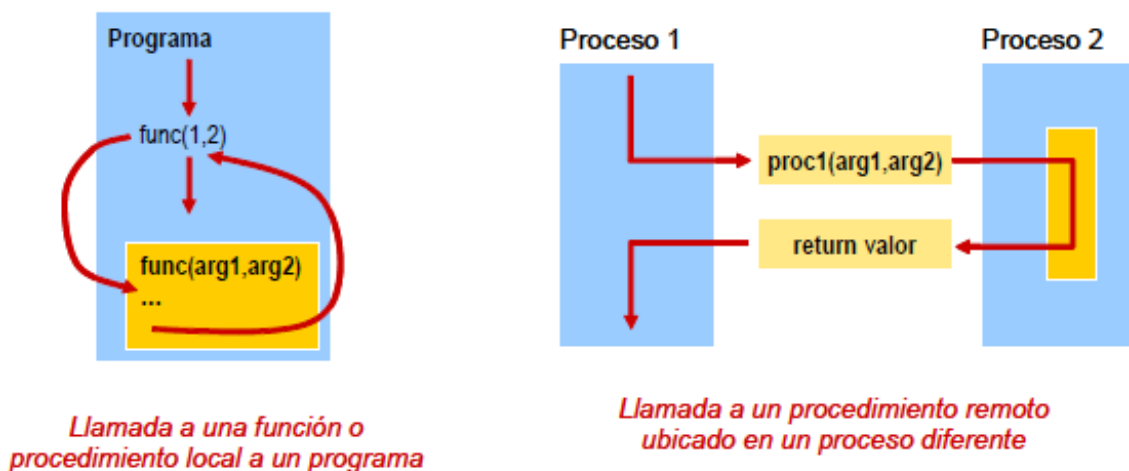 Programa
func(1,2)
func(arg1,arg2)
...
Llamada a una función o
procedimiento local a un programa
Proceso 1
Proceso 2
proc1(arg1,arg2)
return valor
Llamada a un procedimiento remoto
ubicado en un proceso diferente